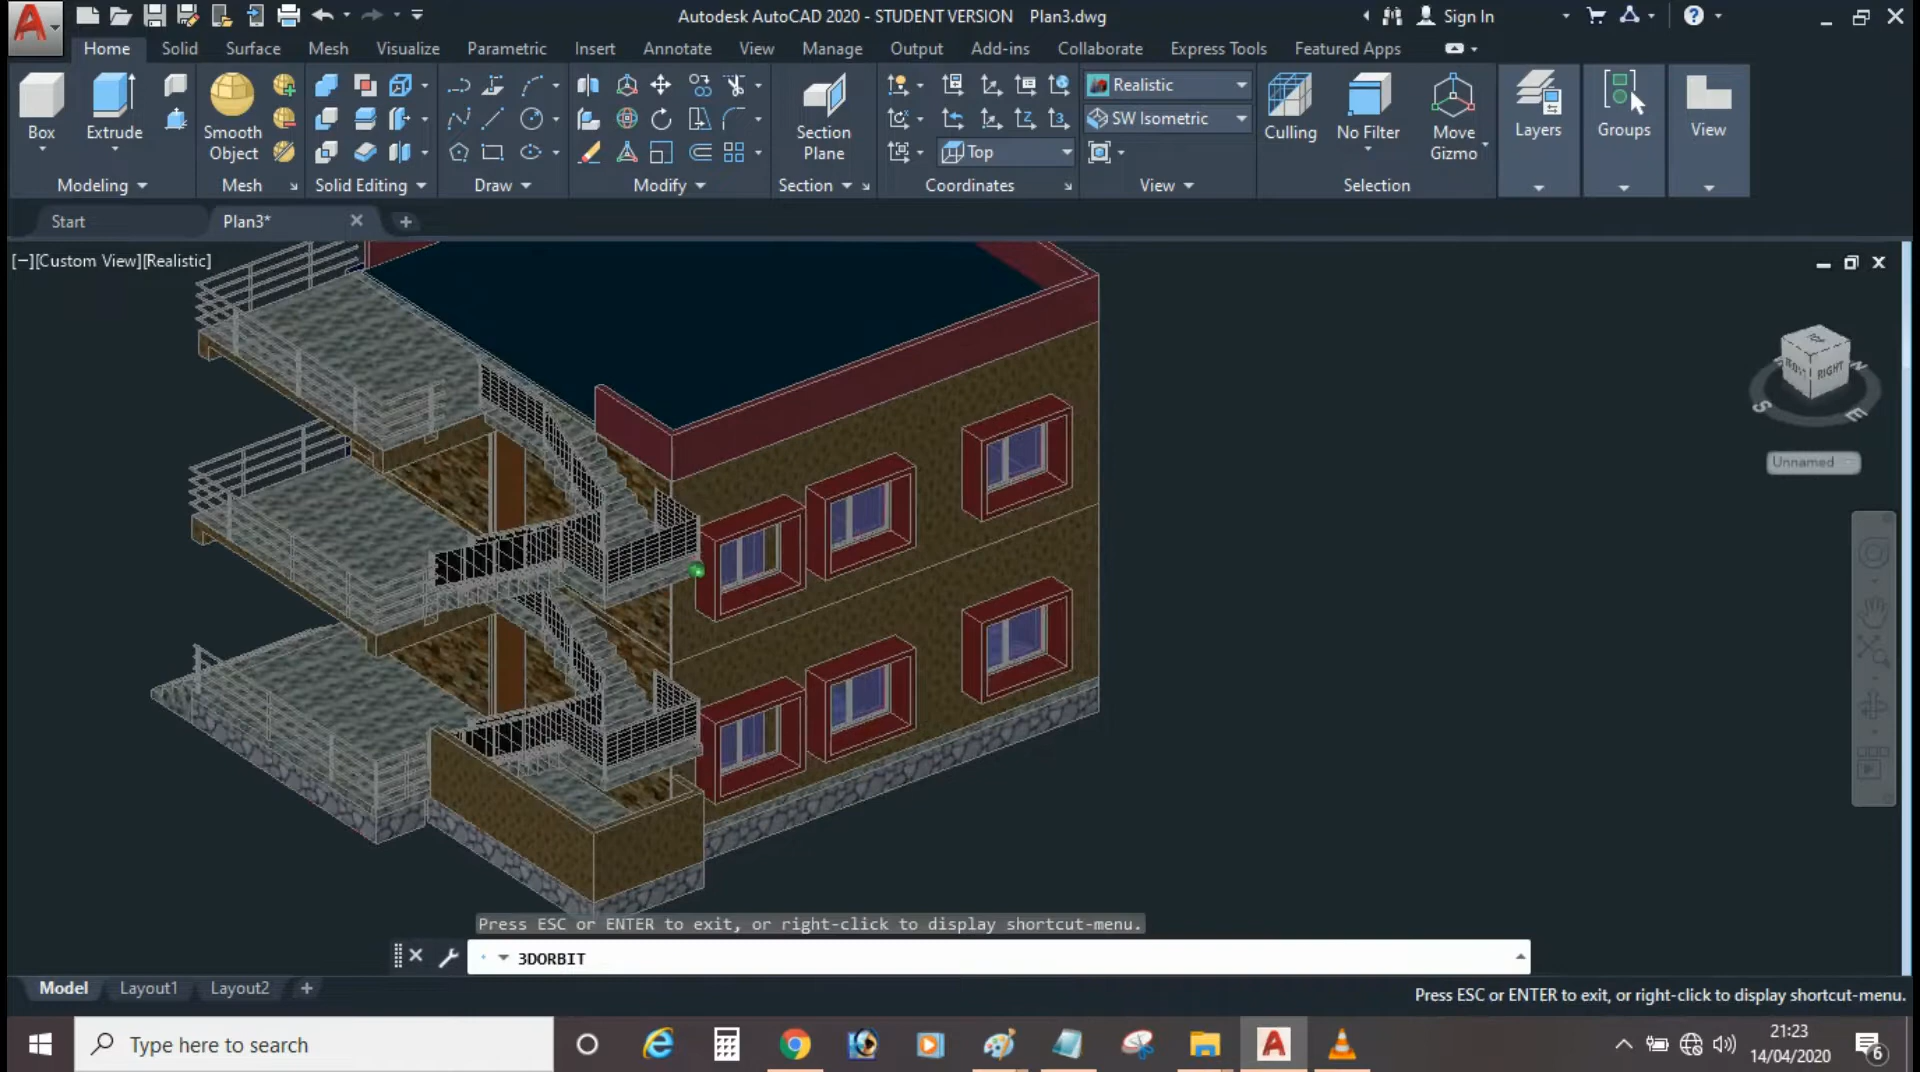 Autodesk AutoCAD 2020 - STUDENT VERSION Plan3.dwg
Sign In
Home Solid Surface Mesh Visualize Parametric Insert Annotate View Manage Output Add-ins Collaborate Express Tools Featured Apps
Box
Extrude
Smooth Object
Section Plane
Top
Realistic
SW Isometric
Culling
No Filter
Move Gizmo
Layers
Groups
View
Modeling
Mesh
Solid Editing
Draw
Modify
Section
Coordinates
View
Selection
Start
Plan3*
[−][Custom View][Realistic]
TOP
RIGHT
S
E
N
Unnamed
Press ESC or ENTER to exit, or right-click to display shortcut-menu.
3DORBIT
Model Layout1 Layout2
Press ESC or ENTER to exit, or right-click to display shortcut-menu.
Type here to search
21:23
14/04/2020
6